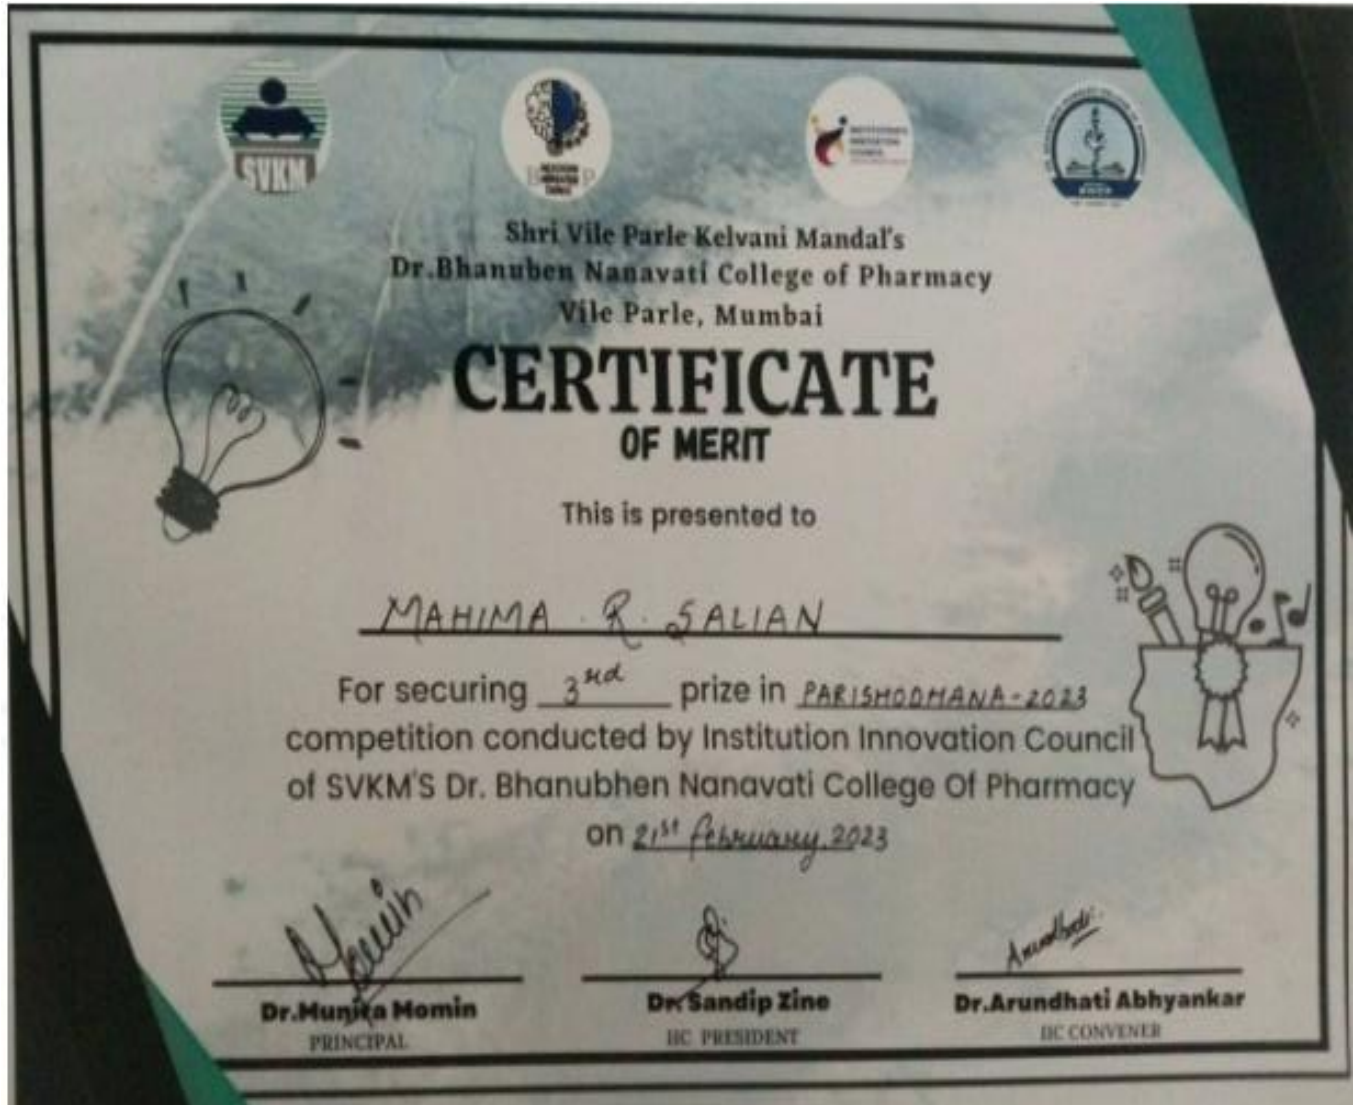 SVKM
INSTITUTION'S
INNOVATION
COUNCIL
Shri Vile Parle Kelvani Mandal's
Dr.Bhanuben Nanavati College of Pharmacy
Vile Parle, Mumbai
CERTIFICATE
OF MERIT
This is presented to
MAHIMA . R . SALIAN
For securing 3rd prize in PARISHODHANA-2023
competition conducted by Institution Innovation Council
of SVKM'S Dr. Bhanubhen Nanavati College Of Pharmacy
on 21st february, 2023
Dr.Munira Momin
Dr. Sandip Zine
Dr.Arundhati Abhyankar
PRINCIPAL
IIC PRESIDENT
IIC CONVENER